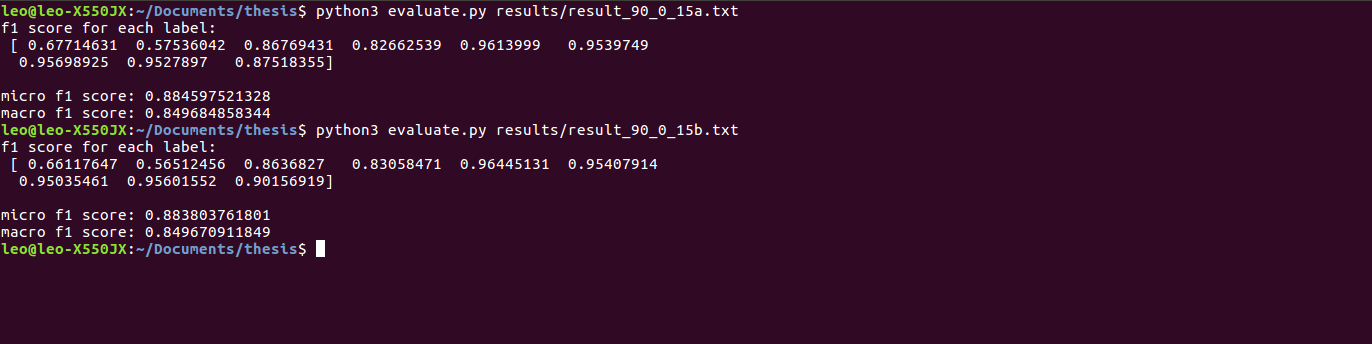 leo@leo-X550JX:~/Documents/thesis$ python3 evaluate.py results/result_90_0_15a.txt
f1 score for each label:
 [ 0.67714631  0.57536042  0.86769431  0.82662539  0.9613999   0.9539749
  0.95698925  0.9527897   0.87518355]
micro f1 score: 0.884597521328
macro f1 score: 0.849684858344
leo@leo-X550JX:~/Documents/thesis$ python3 evaluate.py results/result_90_0_15b.txt
f1 score for each label:
 [ 0.66117647  0.56512456  0.8636827   0.83058471  0.96445131  0.95407914
  0.95035461  0.95601552  0.90156919]
micro f1 score: 0.883803761801
macro f1 score: 0.849670911849
leo@leo-X550JX:~/Documents/thesis$